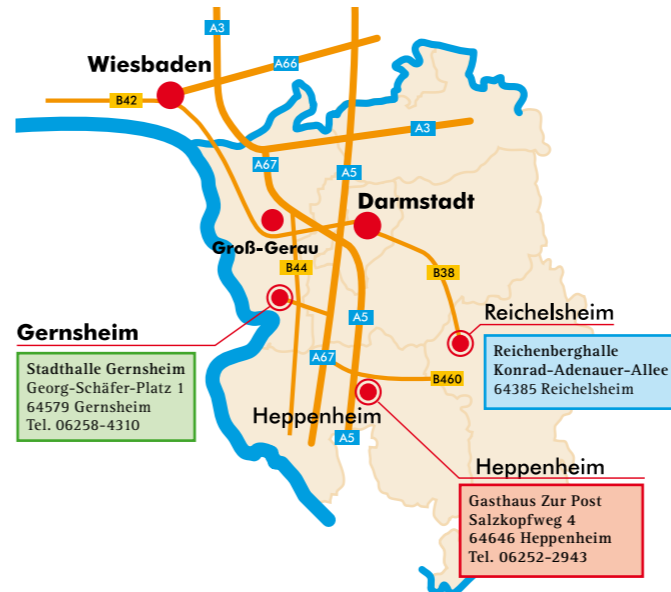 A3
Wiesbaden
A66
B42
A3
A67
A5
Darmstadt
Groß-Gerau
B44
B38
Gernsheim
A5
Reichelsheim
Stadthalle Gernsheim
Georg-Schäfer-Platz 1
64579 Gernsheim
Tel. 06258-4310
A67
Reichenberghalle
Konrad-Adenauer-Allee
64385 Reichelsheim
B460
Heppenheim
A5
Heppenheim
Gasthaus Zur Post
Salzkopfweg 4
64646 Heppenheim
Tel. 06252-2943